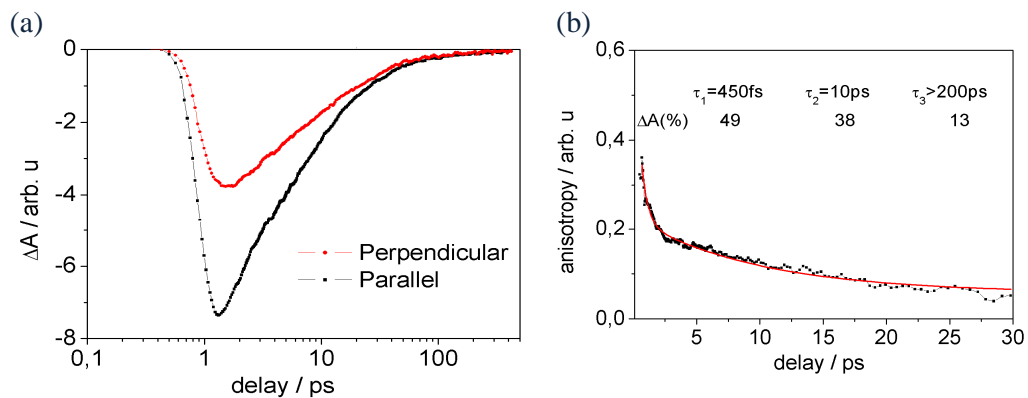 (a)
0
-2
-4
-6
-8
ΔA / arb. u
Perpendicular
Parallel
0,1 1 10 100
delay / ps
(b)
0,6
0,4
0,2
0,0
anisotropy / arb. u
τ1=450fs τ2=10ps τ3>200ps
ΔA(%) 49 38 13
5 10 15 20 25 30
delay / ps